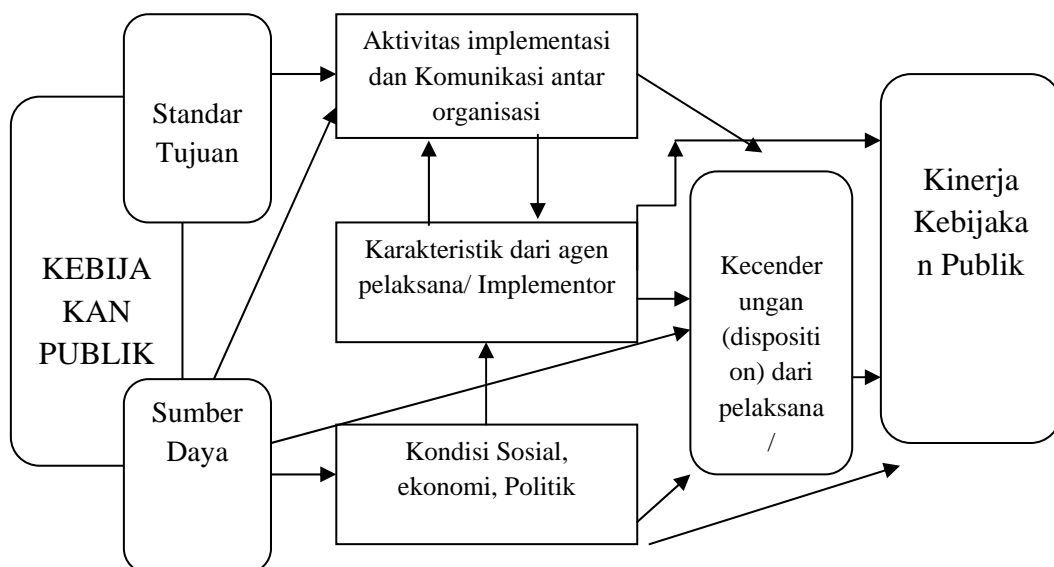 KEBIJA
KAN
PUBLIK
Standar
Tujuan
Sumber
Daya
Aktivitas implementasi
dan Komunikasi antar
organisasi
Karakteristik dari agen
pelaksana/ Implementor
Kondisi Sosial,
ekonomi, Politik
Kecender
ungan
(dispositi
on) dari
pelaksana
/
Kinerja
Kebijaka
n Publik